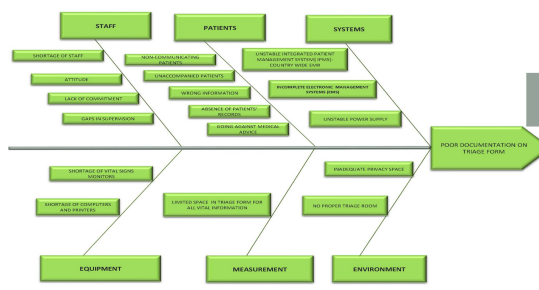 STAFF
PATIENTS
SYSTEMS
SHORTAGE OF STAFF
ATTITUDE
LACK OF COMMITMENT
GAPS IN SUPERVISION
NON-COMMUNICATING
PATIENTS
UNACCOMPANIED PATIENTS
WRONG INFORMATION
ABSENCE OF PATIENTS'
RECORDS
GOING AGAINST MEDICAL
ADVICE
UNSTABLE INTEGRATED PATIENT
MANAGEMENT SYSTEMS (IPMS)-
COUNTRY WIDE-EMR
INCOMPLETE ELECTRONIC MANAGEMENT
SYSTEMS (EMS)
UNSTABLE POWER SUPPLY
POOR DOCUMENTATION ON
TRIAGE FORM
SHORTAGE OF VITAL SIGNS
MONITORS
SHORTAGE OF COMPUTERS
AND PRINTERS
LIMITED SPACE IN TRIAGE FORM FOR
ALL VITAL INFORMATION
INADEQUATE PRIVACY SPACE
NO PROPER TRIAGE ROOM
EQUIPMENT
MEASUREMENT
ENVIRONMENT